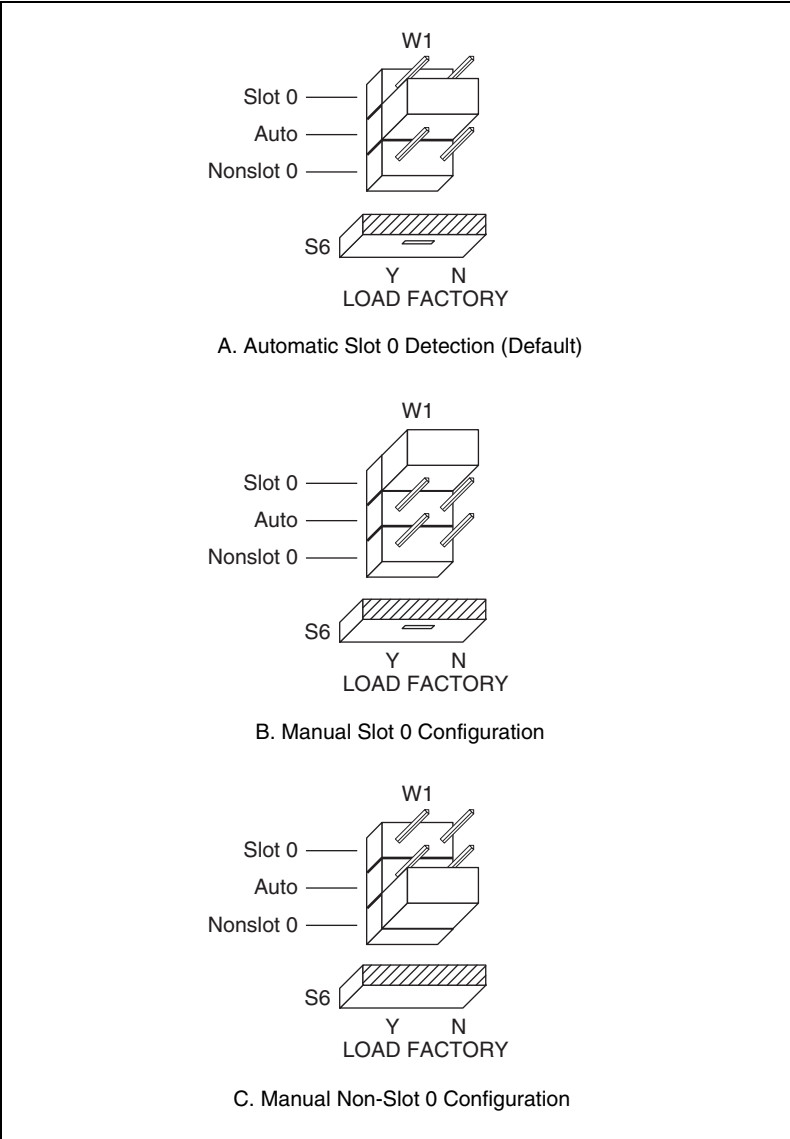 W1
Slot 0
Auto
Nonslot 0
S6
Y N
LOAD FACTORY
A. Automatic Slot 0 Detection (Default)
W1
Slot 0
Auto
Nonslot 0
S6
Y N
LOAD FACTORY
B. Manual Slot 0 Configuration
W1
Slot 0
Auto
Nonslot 0
S6
Y N
LOAD FACTORY
C. Manual Non-Slot 0 Configuration